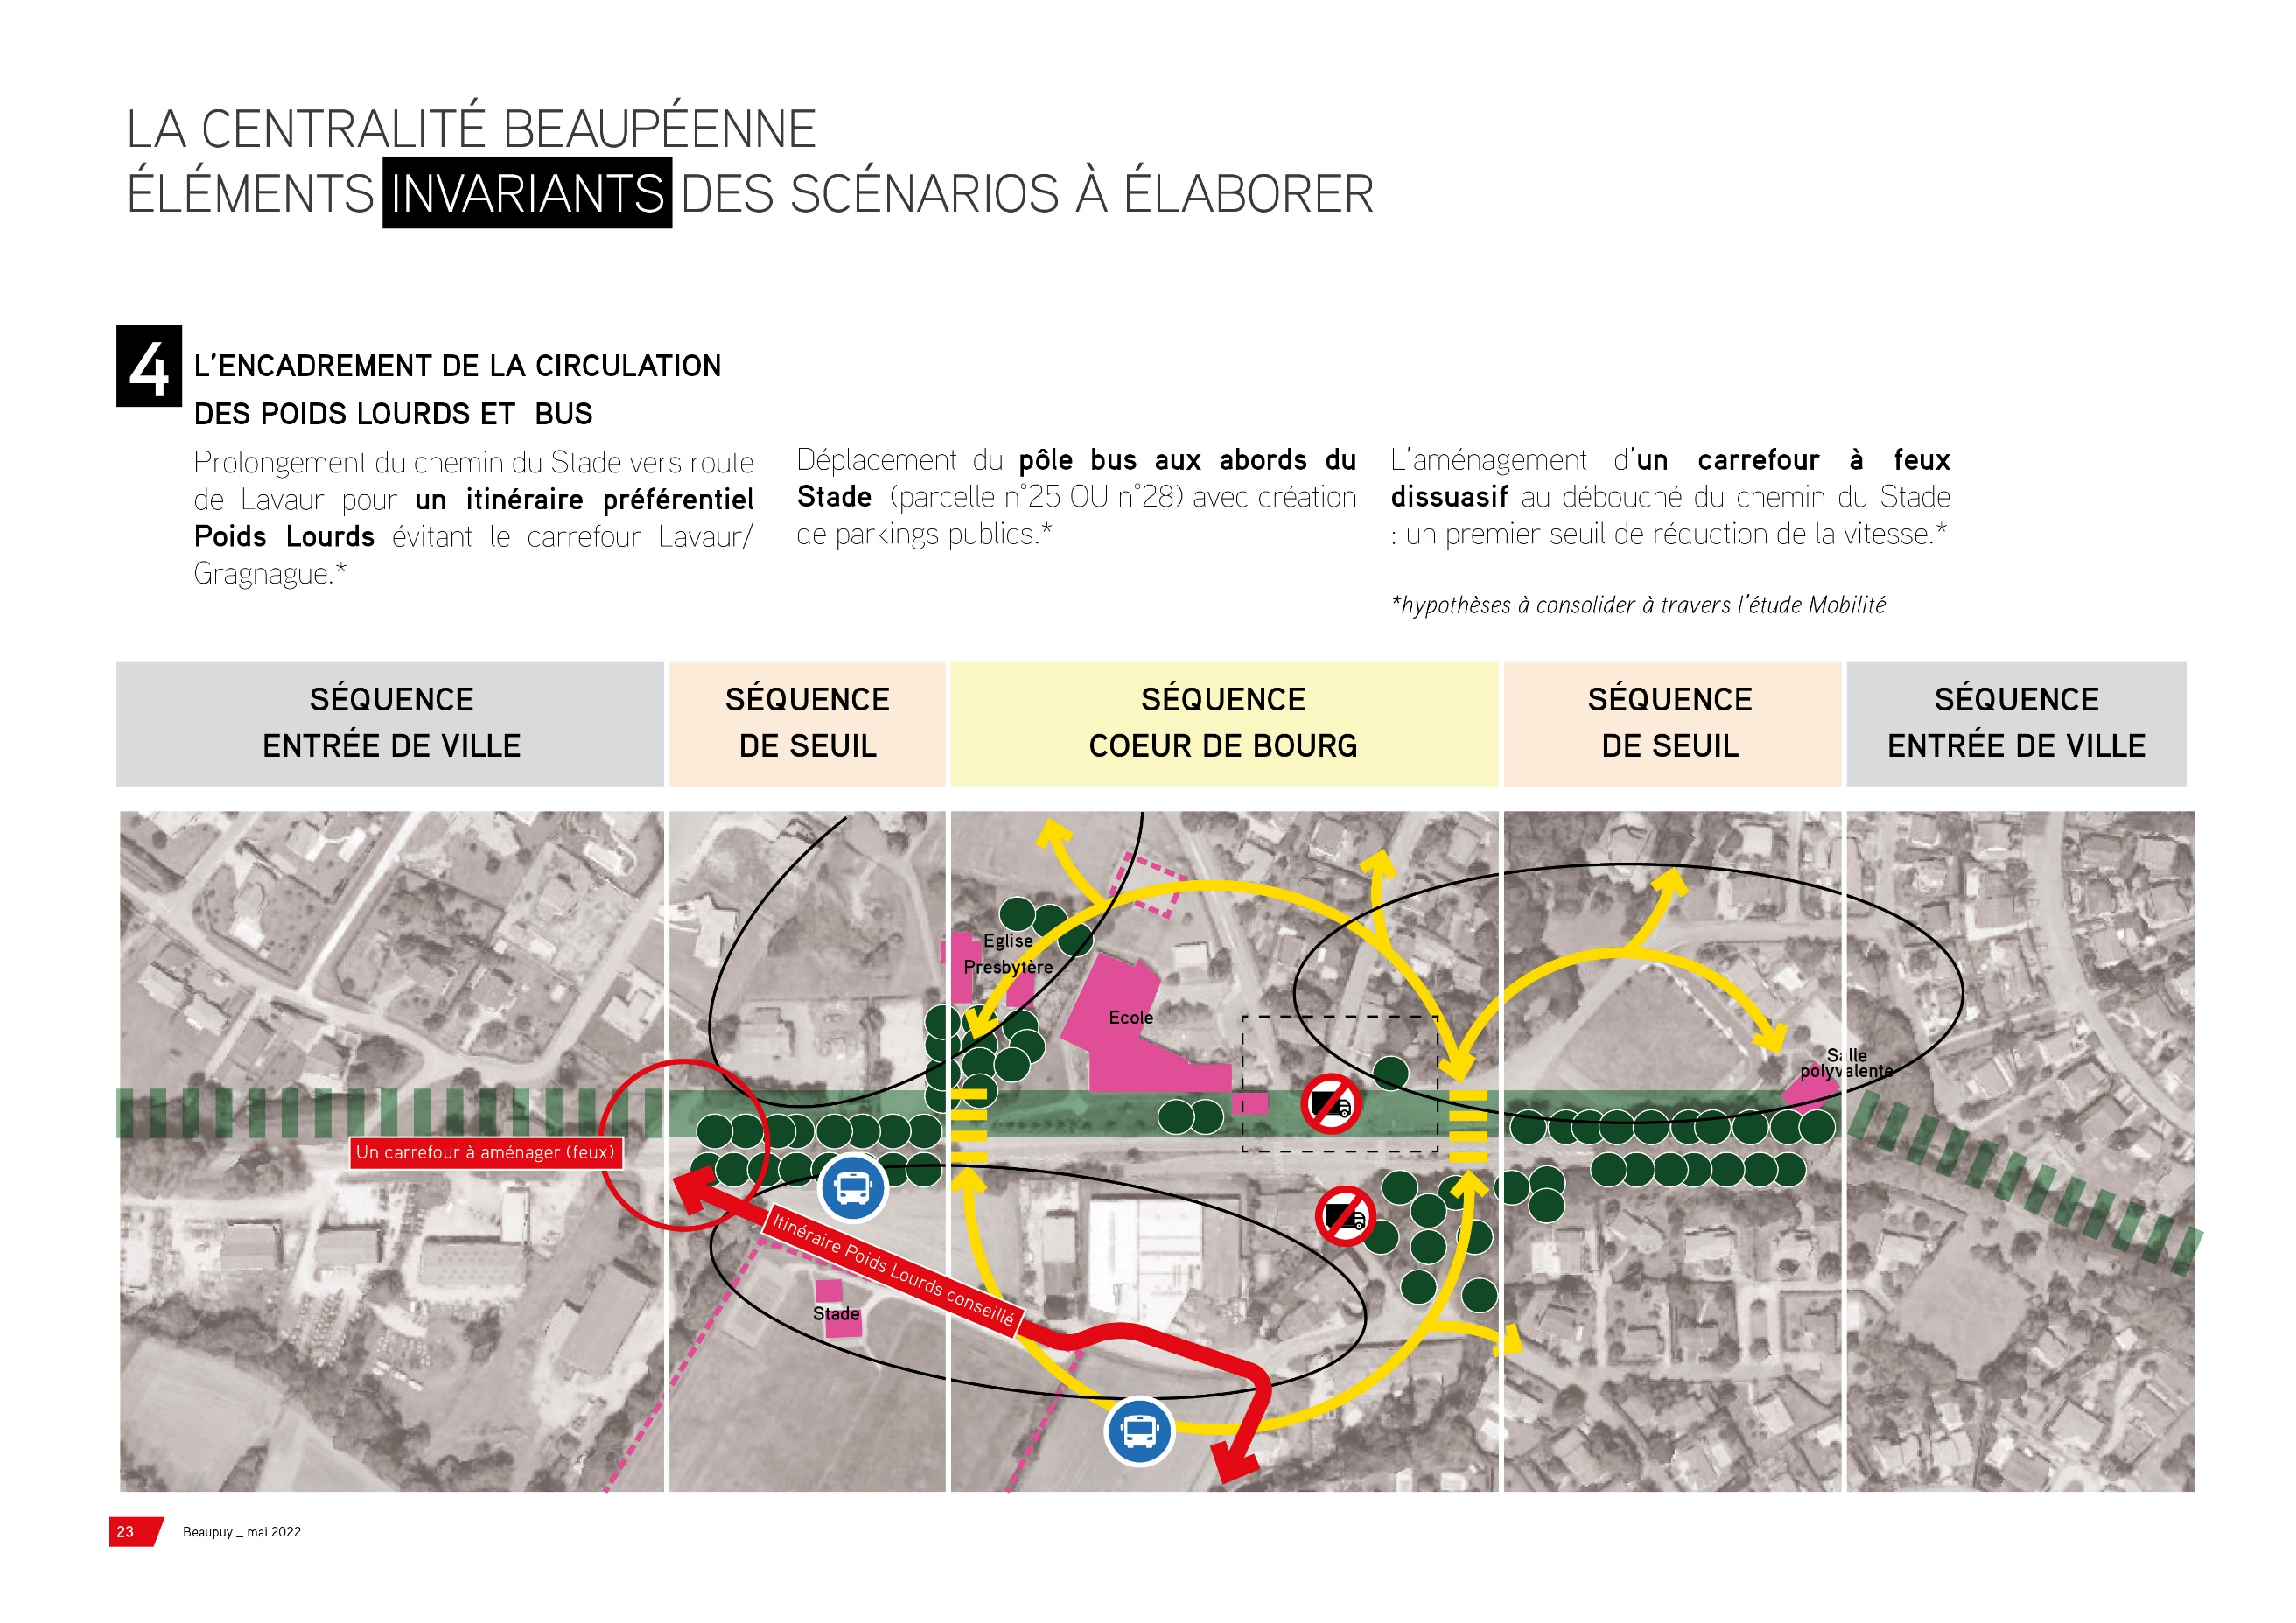 LA CENTRALITÉ BEAUPÉENNE
ÉLÉMENTS INVARIANTS DES SCÉNARIOS À ÉLABORER
4
L'ENCADREMENT DE LA CIRCULATION
DES POIDS LOURDS ET BUS
Prolongement du chemin du Stade vers route
de Lavaur pour un itinéraire préférentiel
Poids Lourds évitant le carrefour Lavaur/
Gragnague.*
Déplacement du pôle bus aux abords du
Stade (parcelle n°25 OU n°28) avec création
de parkings publics.*
L'aménagement d'un carrefour à feux
dissuasif au débouché du chemin du Stade
: un premier seuil de réduction de la vitesse.*
*hypothèses à consolider à travers l'étude Mobilité
SÉQUENCE
ENTRÉE DE VILLE
SÉQUENCE
DE SEUIL
SÉQUENCE
COEUR DE BOURG
SÉQUENCE
DE SEUIL
SÉQUENCE
ENTRÉE DE VILLE
Eglise
Presbytère
Ecole
Salle
polyvalente
Un carrefour à aménager (feux)
Itinéraire Poids Lourds conseillé
Stade
23
Beaupuy _ mai 2022